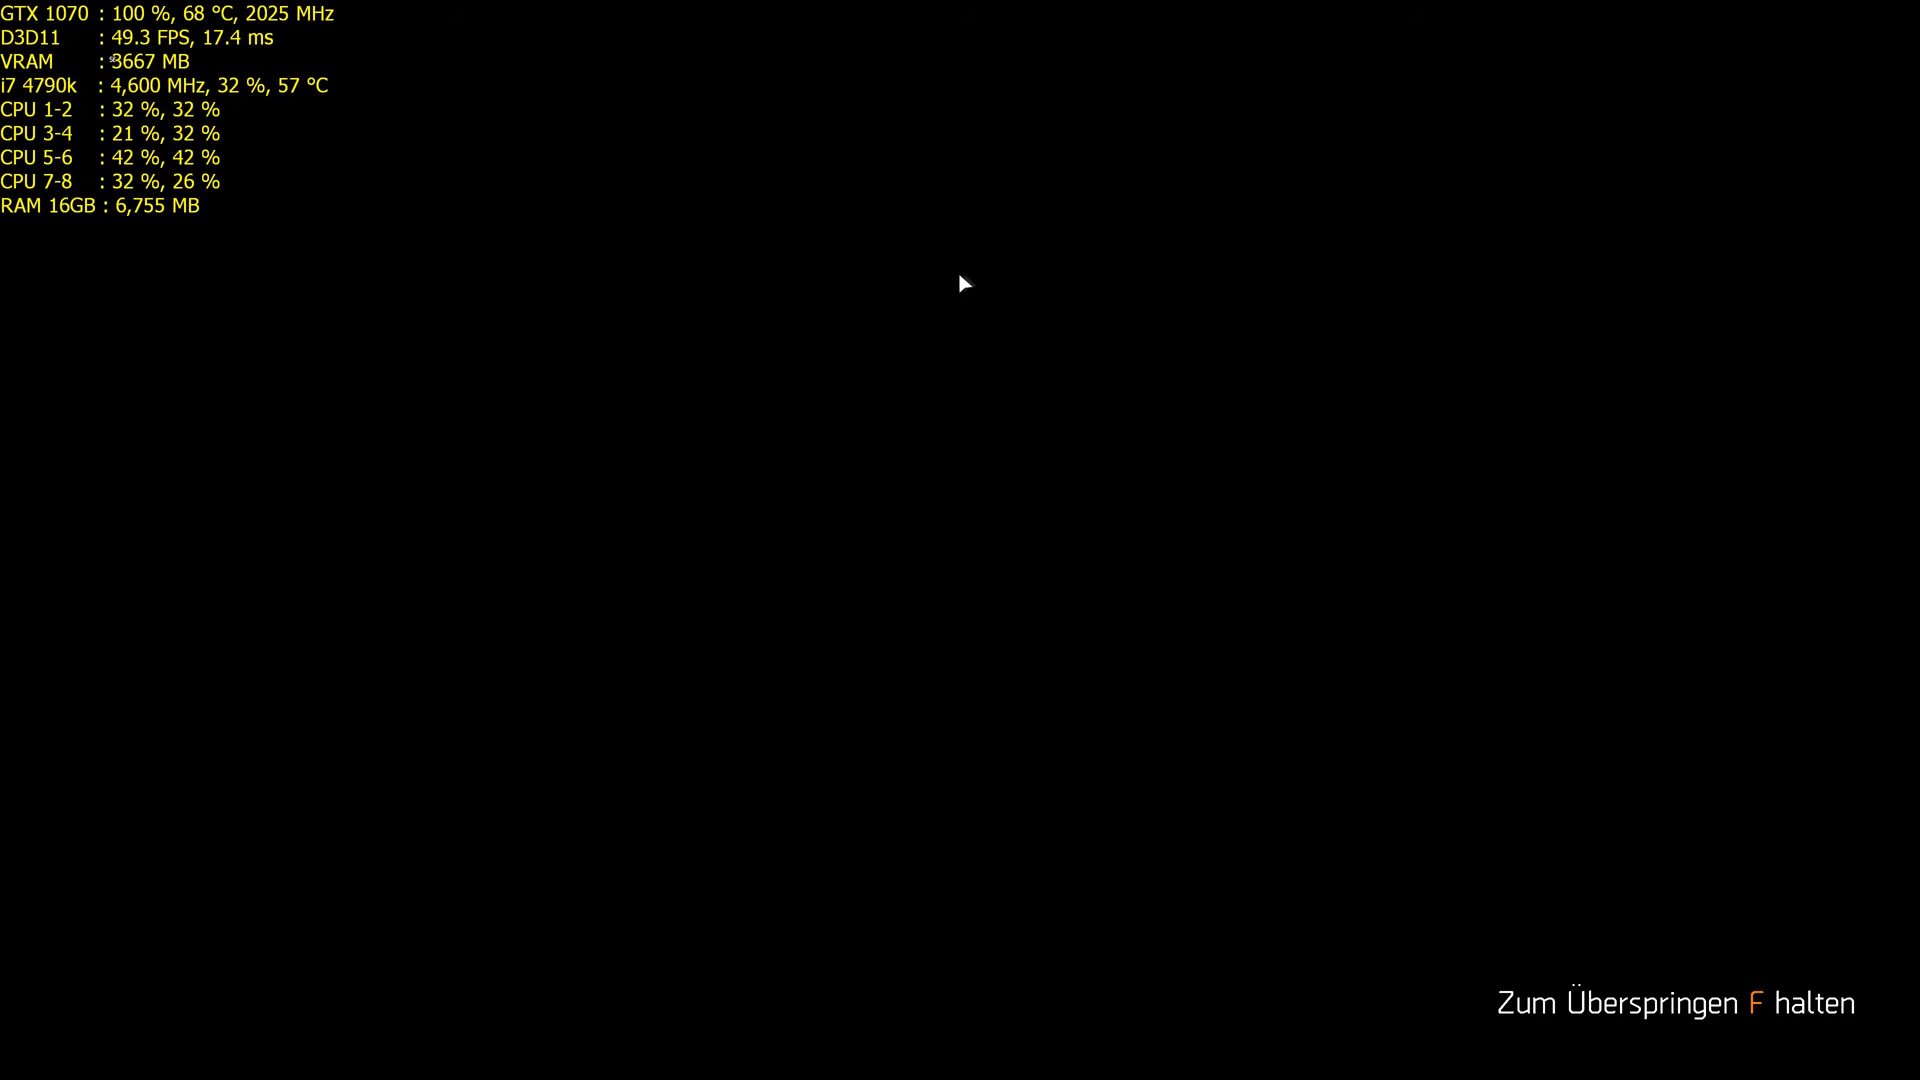 GTX 1070 : 100 %, 68 °C, 2025 MHz
D3D11 : 49.3 FPS, 17.4 ms
VRAM : 3667 MB
i7 4790k : 4,600 MHz, 32 %, 57 °C
CPU 1-2 : 32 %, 32 %
CPU 3-4 : 21 %, 32 %
CPU 5-6 : 42 %, 42 %
CPU 7-8 : 32 %, 26 %
RAM 16GB : 6,755 MB
Zum Überspringen F halten